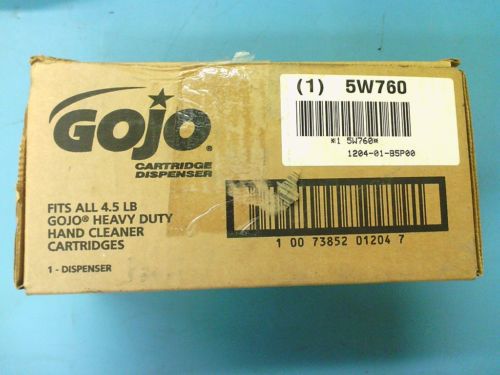 GOJO®
CARTRIDGE
DISPENSER
FITS ALL 4.5 LB
GOJO® HEAVY DUTY
HAND CLEANER
CARTRIDGES
1 - DISPENSER
(1) 5W760
*1 5W760*
1204-01-B5P00
1 00 73852 01204 7